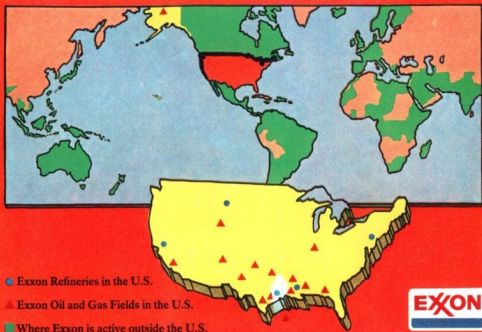 Exxon Refineries in the U.S.
Exxon Oil and Gas Fields in the U.S.
Where Exxon is active outside the U.S.
EXXON